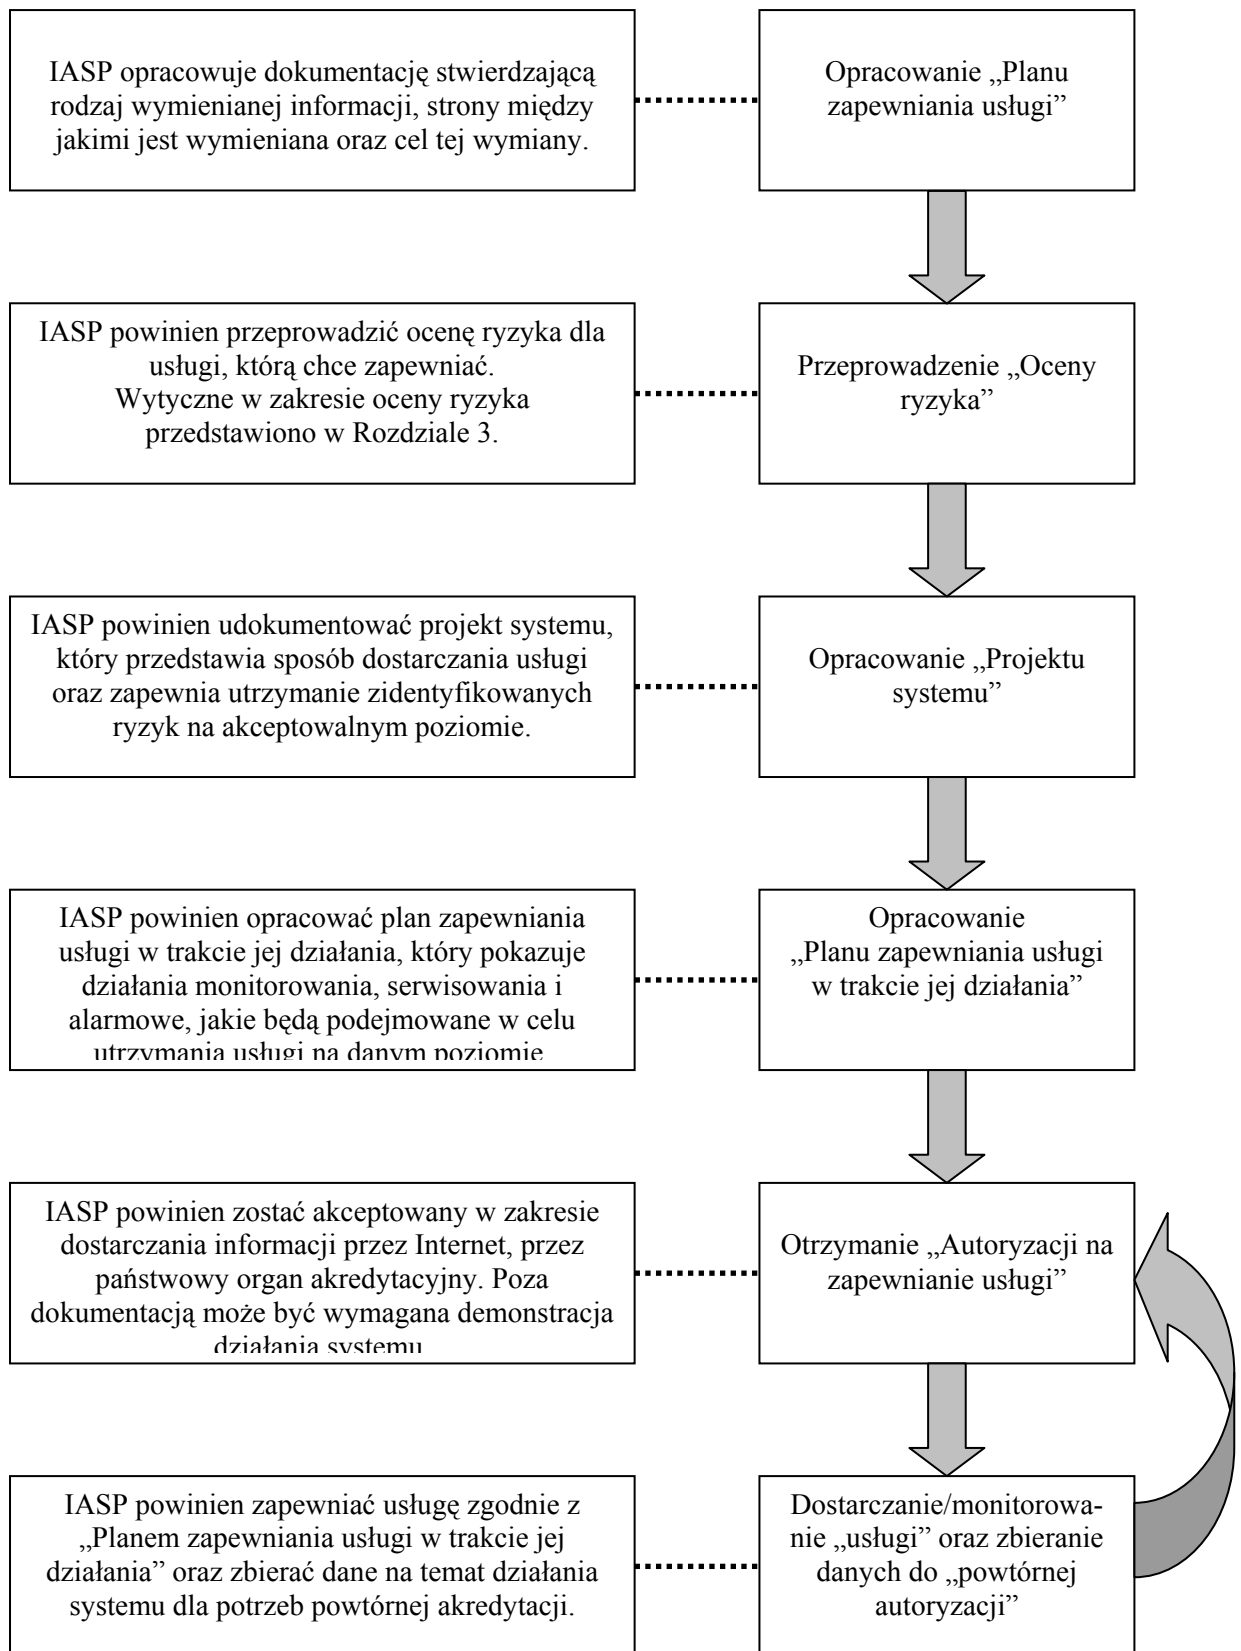 IASP opracowuje dokumentację stwierdzającą
rodzaj wymienianej informacji, strony między
jakimi jest wymieniana oraz cel tej wymiany.
Opracowanie „Planu
zapewniania usługi”
IASP powinien przeprowadzić ocenę ryzyka dla
usługi, którą chce zapewniać.
Wytyczne w zakresie oceny ryzyka
przedstawiono w Rozdziale 3.
Przeprowadzenie „Oceny
ryzyka”
IASP powinien udokumentować projekt systemu,
który przedstawia sposób dostarczania usługi
oraz zapewnia utrzymanie zidentyfikowanych
ryzyk na akceptowalnym poziomie.
Opracowanie „Projektu
systemu”
IASP powinien opracować plan zapewniania
usługi w trakcie jej działania, który pokazuje
działania monitorowania, serwisowania i
alarmowe, jakie będą podejmowane w celu
utrzymania usługi na danym poziomie
Opracowanie
„Planu zapewniania usługi
w trakcie jej działania”
IASP powinien zostać akceptowany w zakresie
dostarczania informacji przez Internet, przez
państwowy organ akredytacyjny. Poza
dokumentacją może być wymagana demonstracja
działania systemu
Otrzymanie „Autoryzacji na
zapewnianie usługi”
IASP powinien zapewniać usługę zgodnie z
„Planem zapewniania usługi w trakcie jej
działania” oraz zbierać dane na temat działania
systemu dla potrzeb powtórnej akredytacji.
Dostarczanie/monitorowa-
nie „usługi” oraz zbieranie
danych do „powtórnej
autoryzacji”